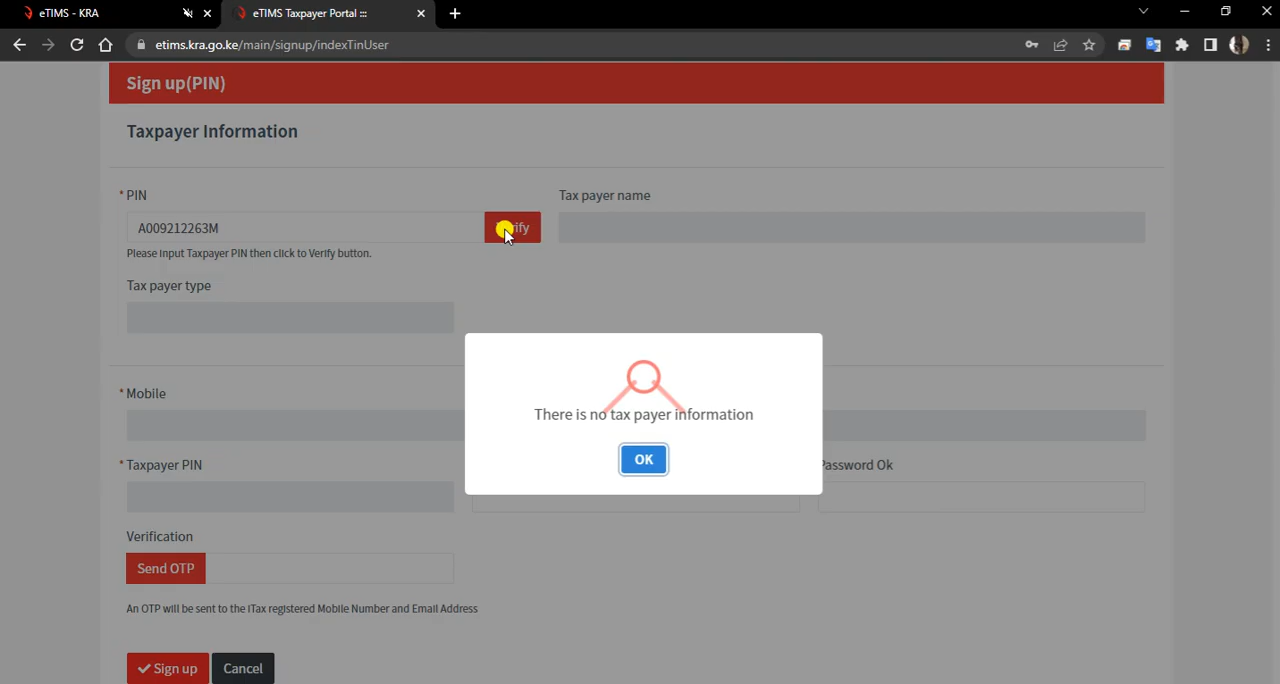 eTIMS - KRA
eTIMS Taxpayer Portal :::
etims.kra.go.ke/main/signup/indexTinUser
Sign up(PIN)
Taxpayer Information
* PIN
Tax payer name
A009212263M
Please Input Taxpayer PIN then click to Verify button.
Tax payer type
There is no tax payer information
OK
* Mobile
* Taxpayer PIN
Password Ok
Verification
Send OTP
An OTP will be sent to the iTax registered Mobile Number and Email Address
Sign up
Cancel